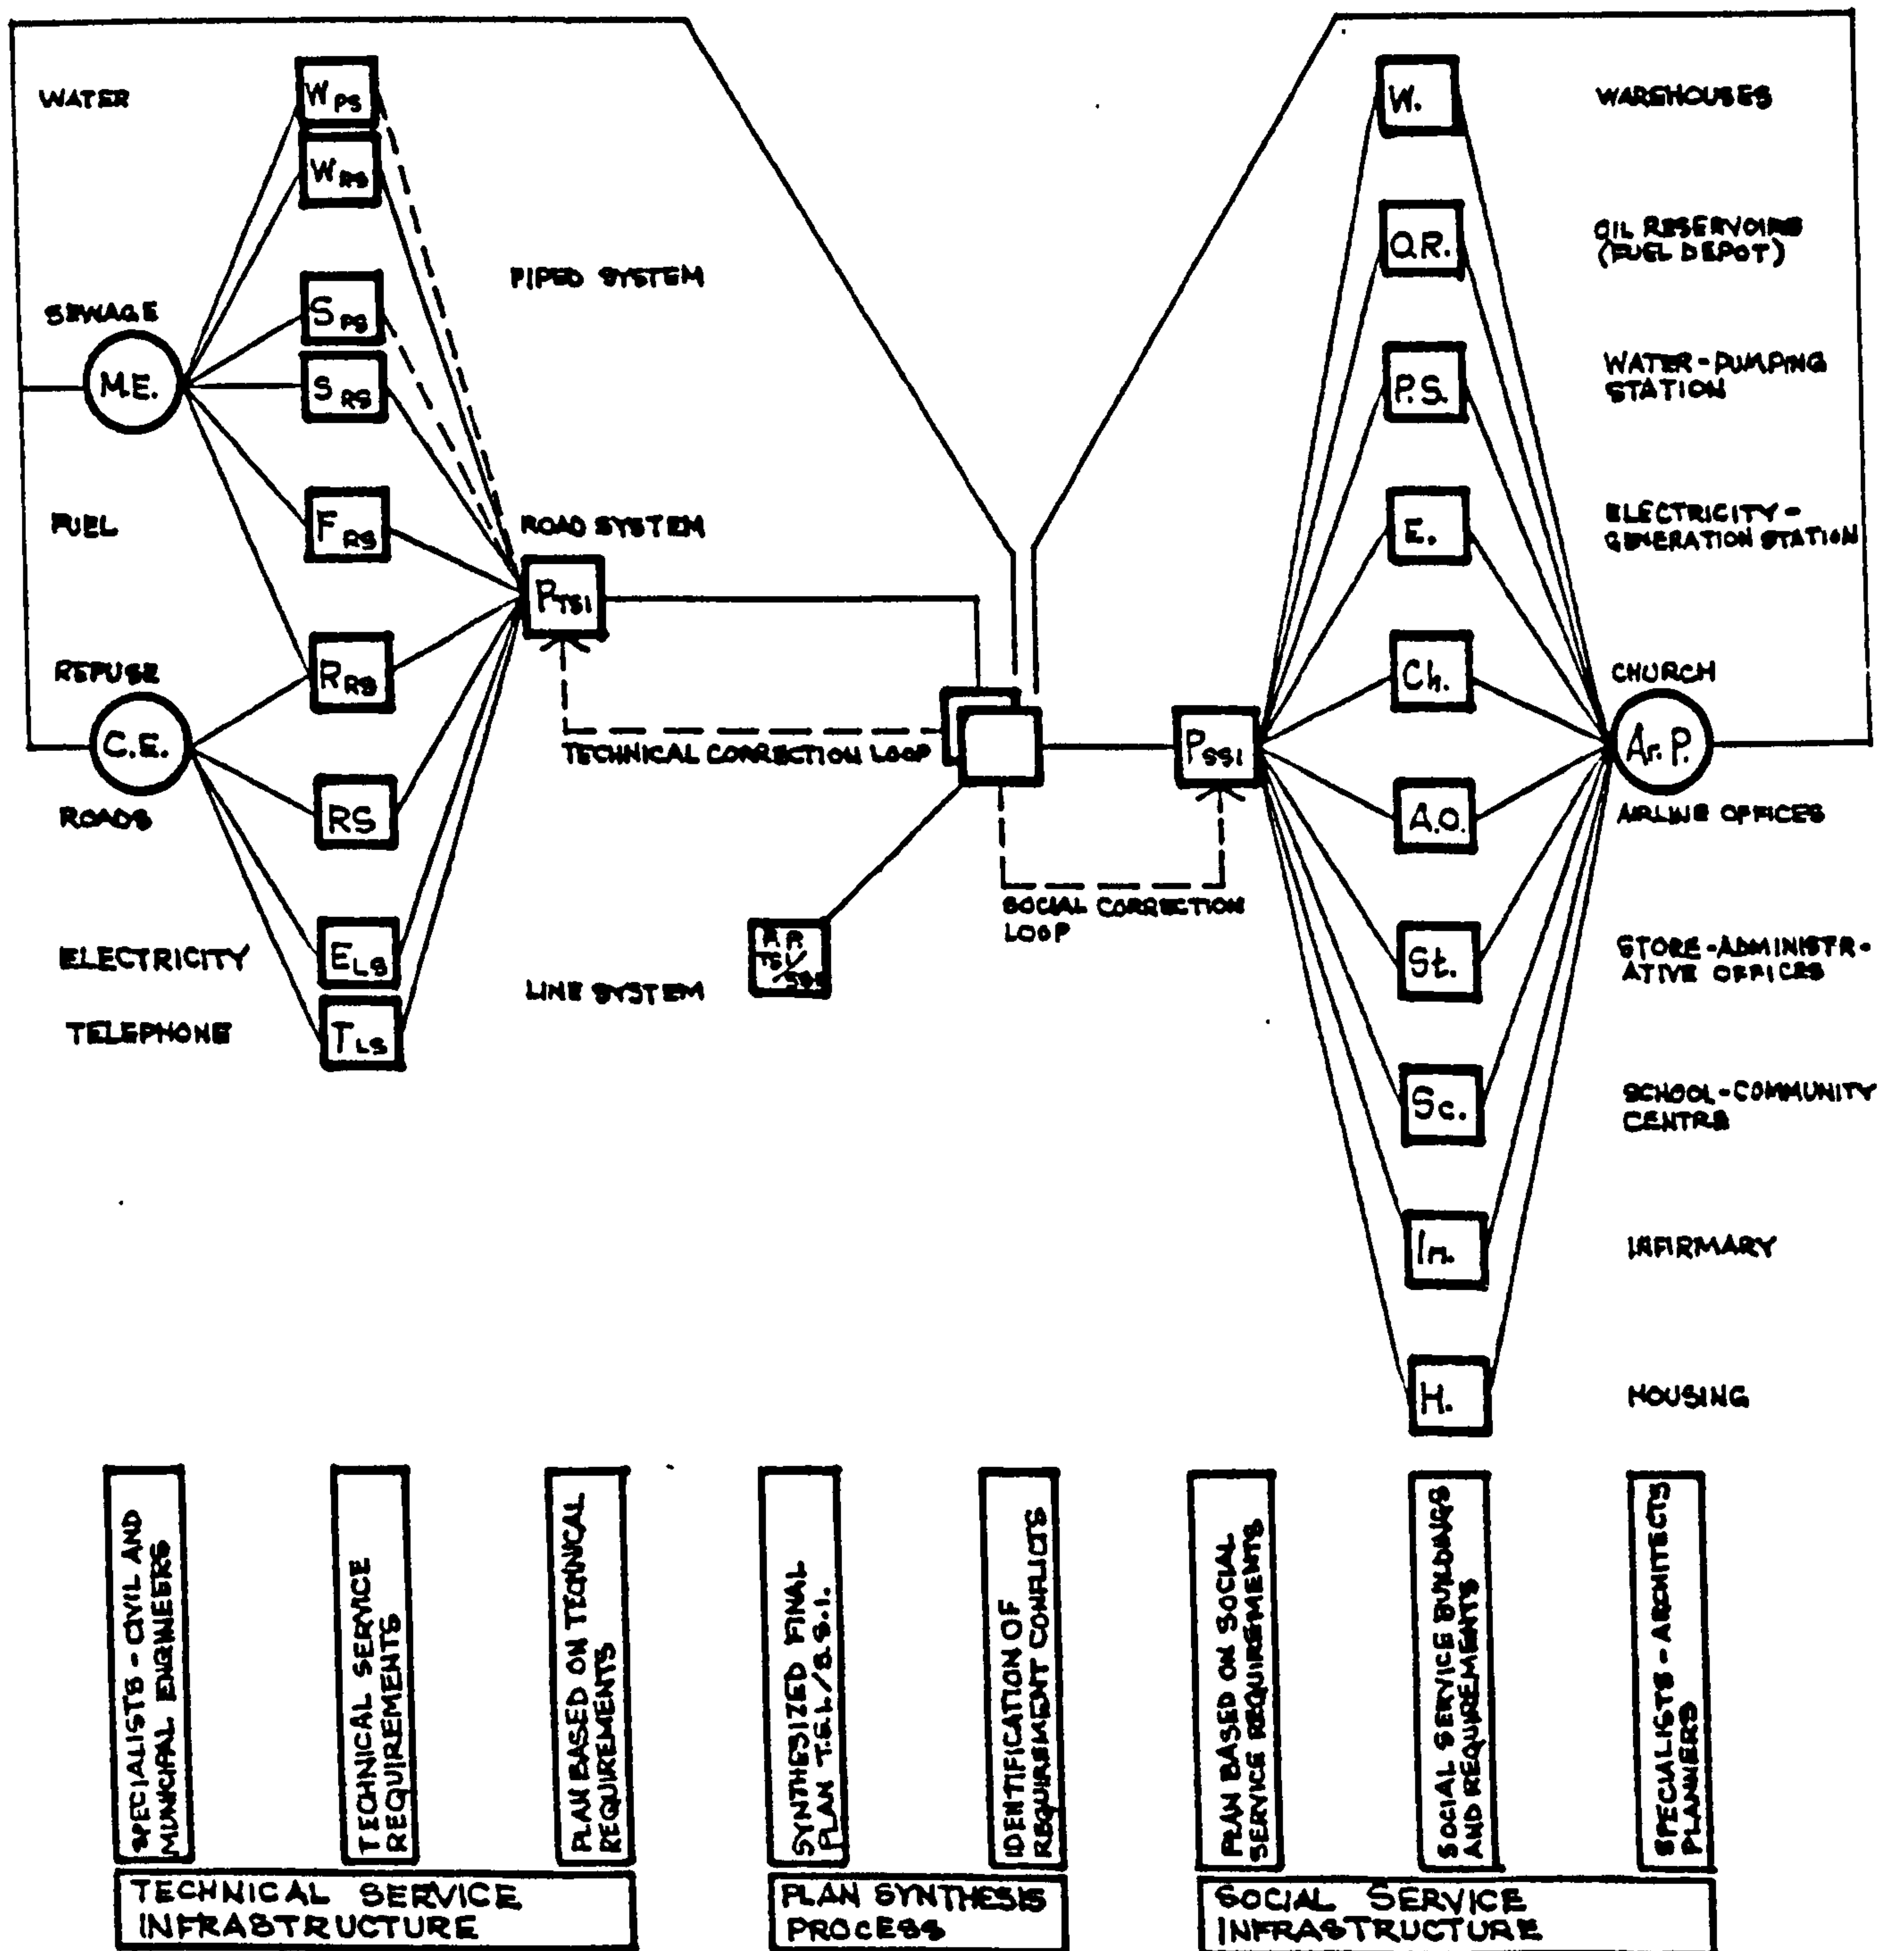 WATER
W PS
W RS
PIPED SYSTEM
SEWAGE
M.E.
S PS
S RS
FUEL
F RS
ROAD SYSTEM
P TSI
REFUSE
R RS
C.E.
TECHNICAL CORRECTION LOOP
ROADS
RS
ELECTRICITY
E LS
LINE SYSTEM
TELEPHONE
T LS
SOCIAL CORRECTION
LOOP
P SSI
W.
WAREHOUSES
O.R.
OIL RESERVOIRS
(FUEL DEPOT)
P.S.
WATER-PUMPING
STATION
E.
ELECTRICITY-
GENERATION STATION
Ch.
CHURCH
Ar. P.
A.O.
AIRLINE OFFICES
St.
STORE-ADMINISTR-
ATIVE OFFICES
Sc.
SCHOOL-COMMUNITY
CENTRE
In.
INFIRMARY
H.
HOUSING
SPECIALISTS - CIVIL AND
MUNICIPAL ENGINEERS
TECHNICAL SERVICE
REQUIREMENTS
PLAN BASED ON TECHNICAL
REQUIREMENTS
SYNTHESIZED FINAL
PLAN T.S.I./S.S.I.
IDENTIFICATION OF
REQUIREMENT CONFLICTS
PLAN BASED ON SOCIAL
SERVICE REQUIREMENTS
SOCIAL SERVICE BUILDINGS
AND REQUIREMENTS
SPECIALISTS - ARCHITECTS
PLANNERS
TECHNICAL SERVICE
INFRASTRUCTURE
PLAN SYNTHESIS
PROCESS
SOCIAL SERVICE
INFRASTRUCTURE